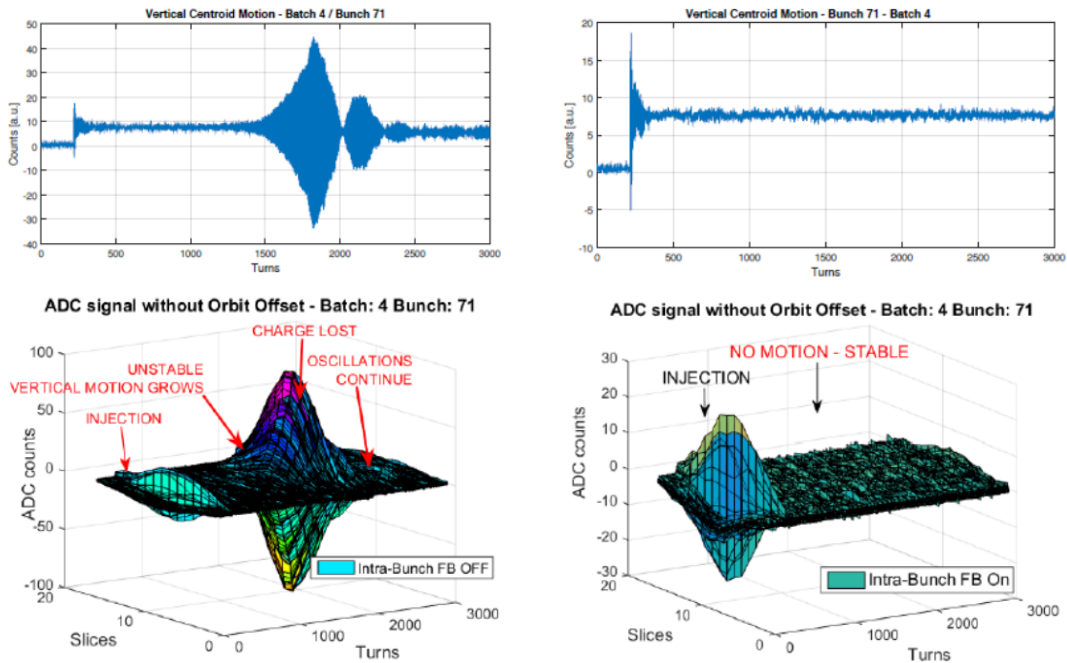 Vertical Centroid Motion - Batch 4 / Bunch 71
50
40
30
20
10
0
-10
-20
-30
-40
Counts [a.u.]
0
500
1000
1500
2000
2500
3000
Turns
Vertical Centroid Motion - Bunch 71 - Batch 4
20
15
10
5
0
-5
-10
Counts [a.u.]
0
500
1000
1500
2000
2500
3000
Turns
ADC signal without Orbit Offset - Batch: 4 Bunch: 71
CHARGE LOST
UNSTABLE
VERTICAL MOTION GROWS
OSCILLATIONS
CONTINUE
INJECTION
100
50
0
-50
-100
ADC counts
Intra-Bunch FB OFF
20
10
0
Slices
0
1000
2000
3000
Turns
ADC signal without Orbit Offset - Batch: 4 Bunch: 71
NO MOTION - STABLE
INJECTION
30
20
10
0
-10
-20
-30
ADC counts
Intra-Bunch FB On
20
10
0
Slices
0
1000
2000
3000
Turns